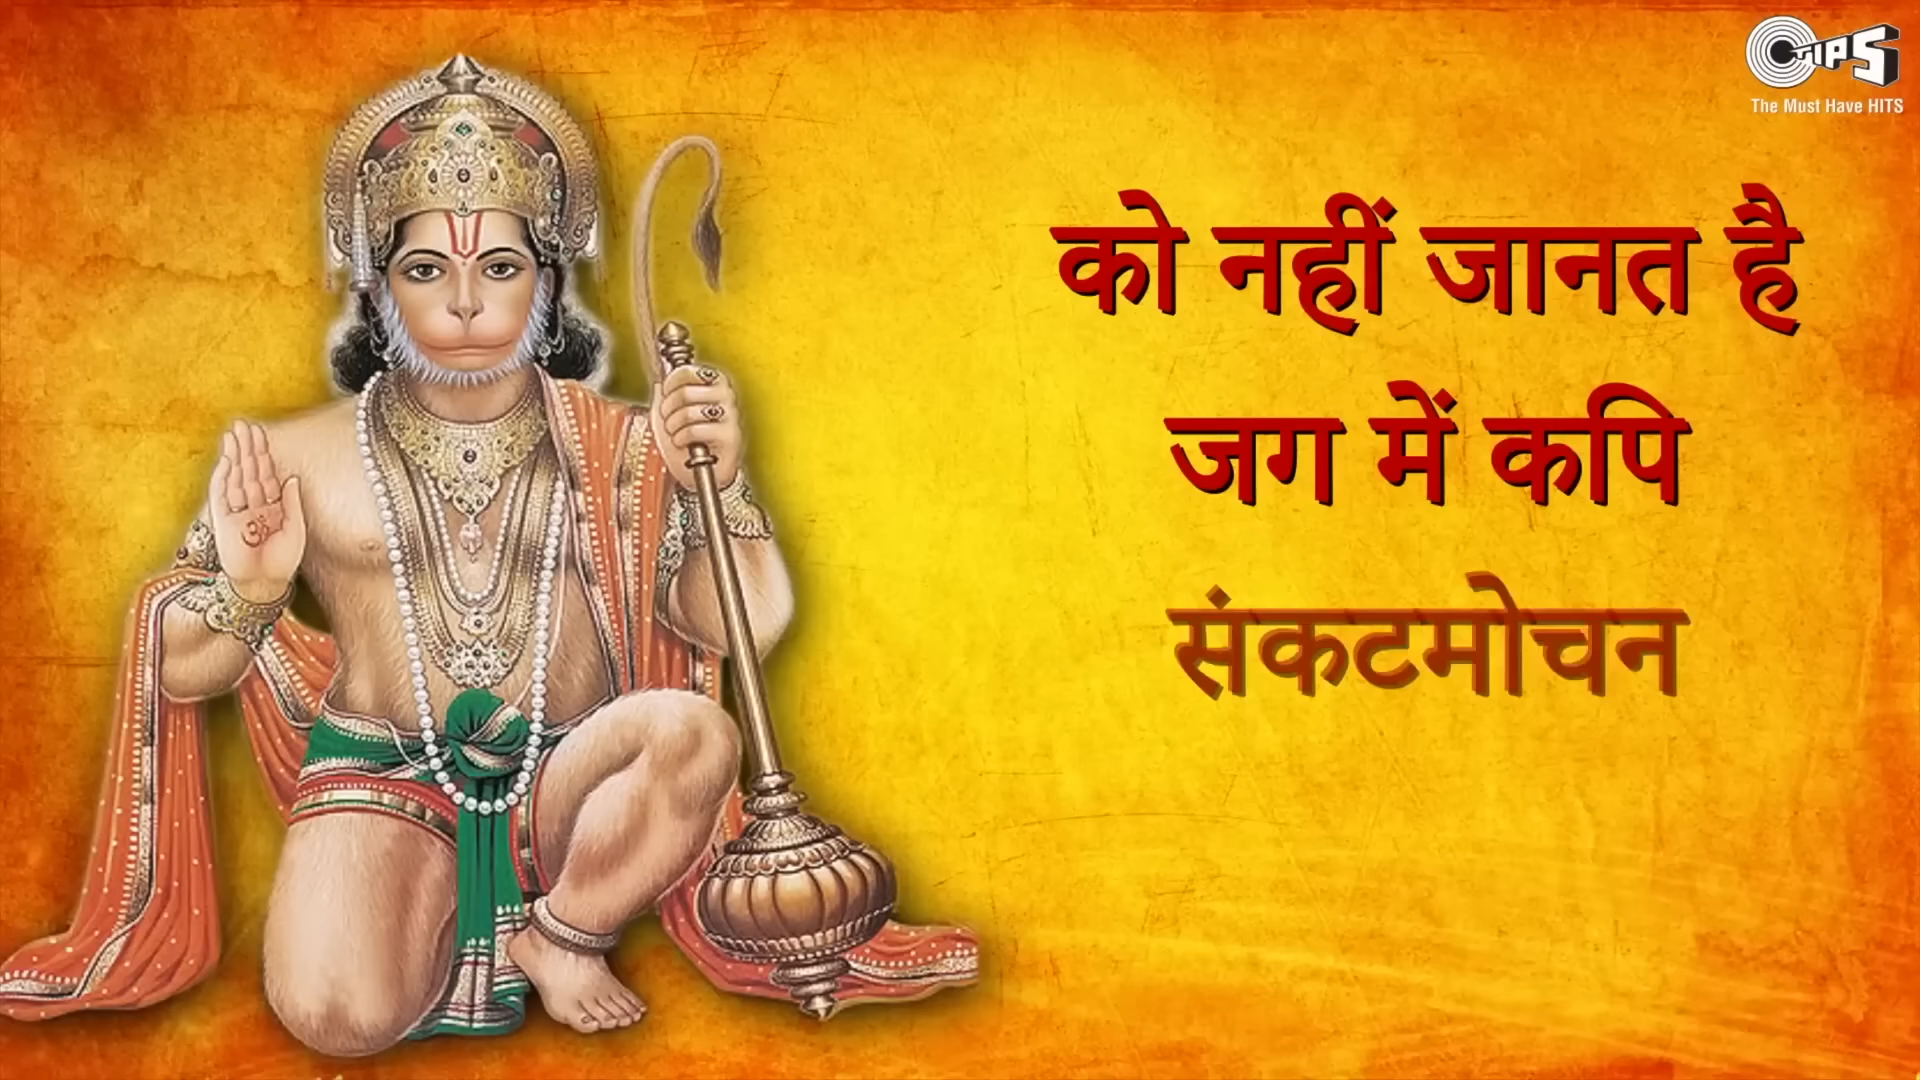 TIPS
The Must Have HITS
को नहीं जानत है
जग में कपि
संकटमोचन
ॐ